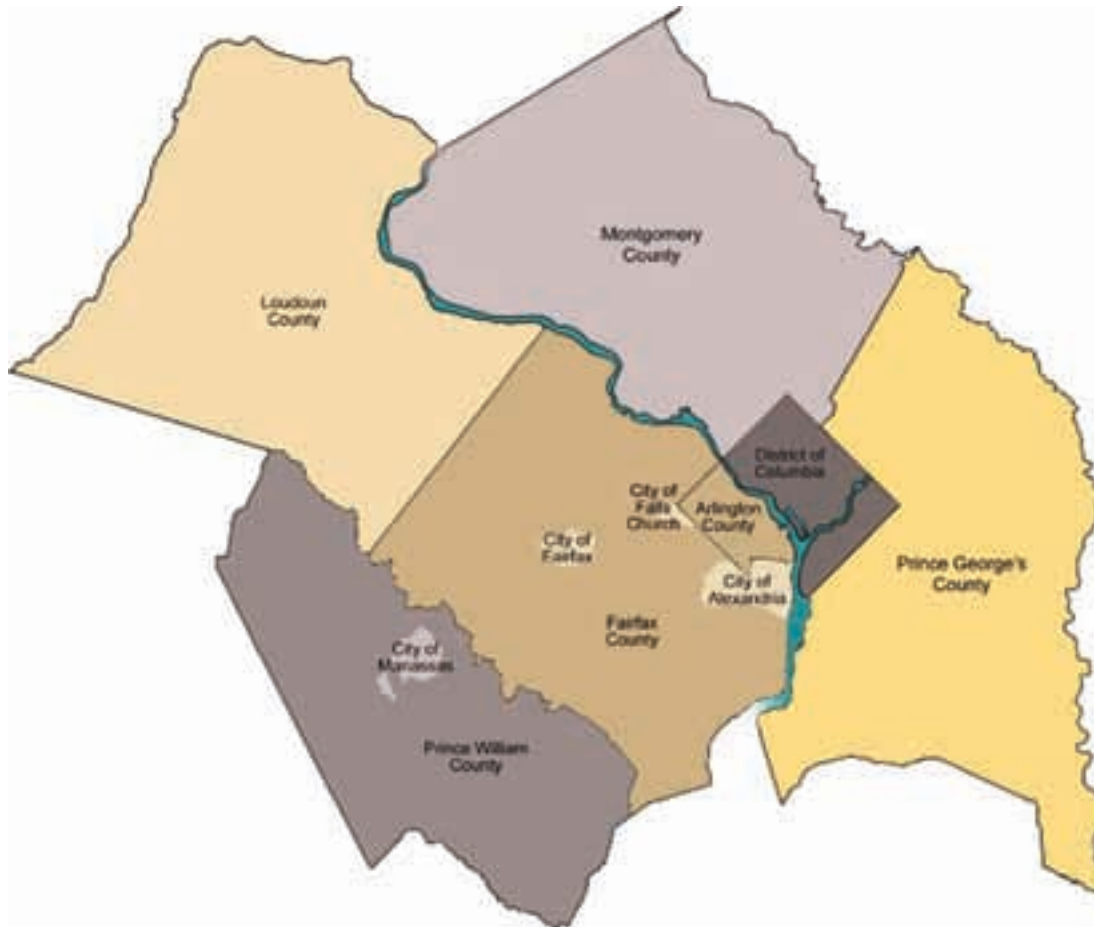 Montgomery
County
Loudoun
County
District of
Columbia
City of
Falls
Church
Arlington
County
City of
Fairfax
City of
Alexandria
Prince George's
County
Fairfax
County
City of
Manassas
Prince William
County